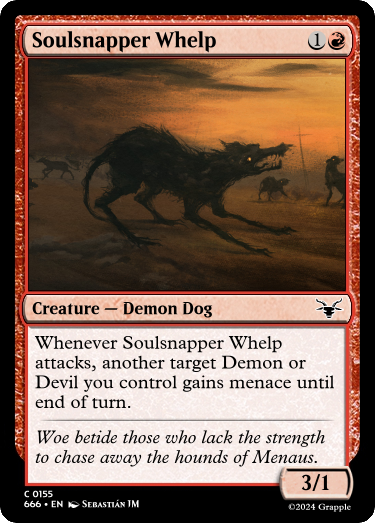 Soulsnapper Whelp 1
Creature — Demon Dog
Whenever Soulsnapper Whelp
attacks, another target Demon or
Devil you control gains menace until
end of turn.
Woe betide those who lack the strength
to chase away the hounds of Menaus.
3/1
C 0155
666 • EN Sebastián 1M
©2024 Grapple